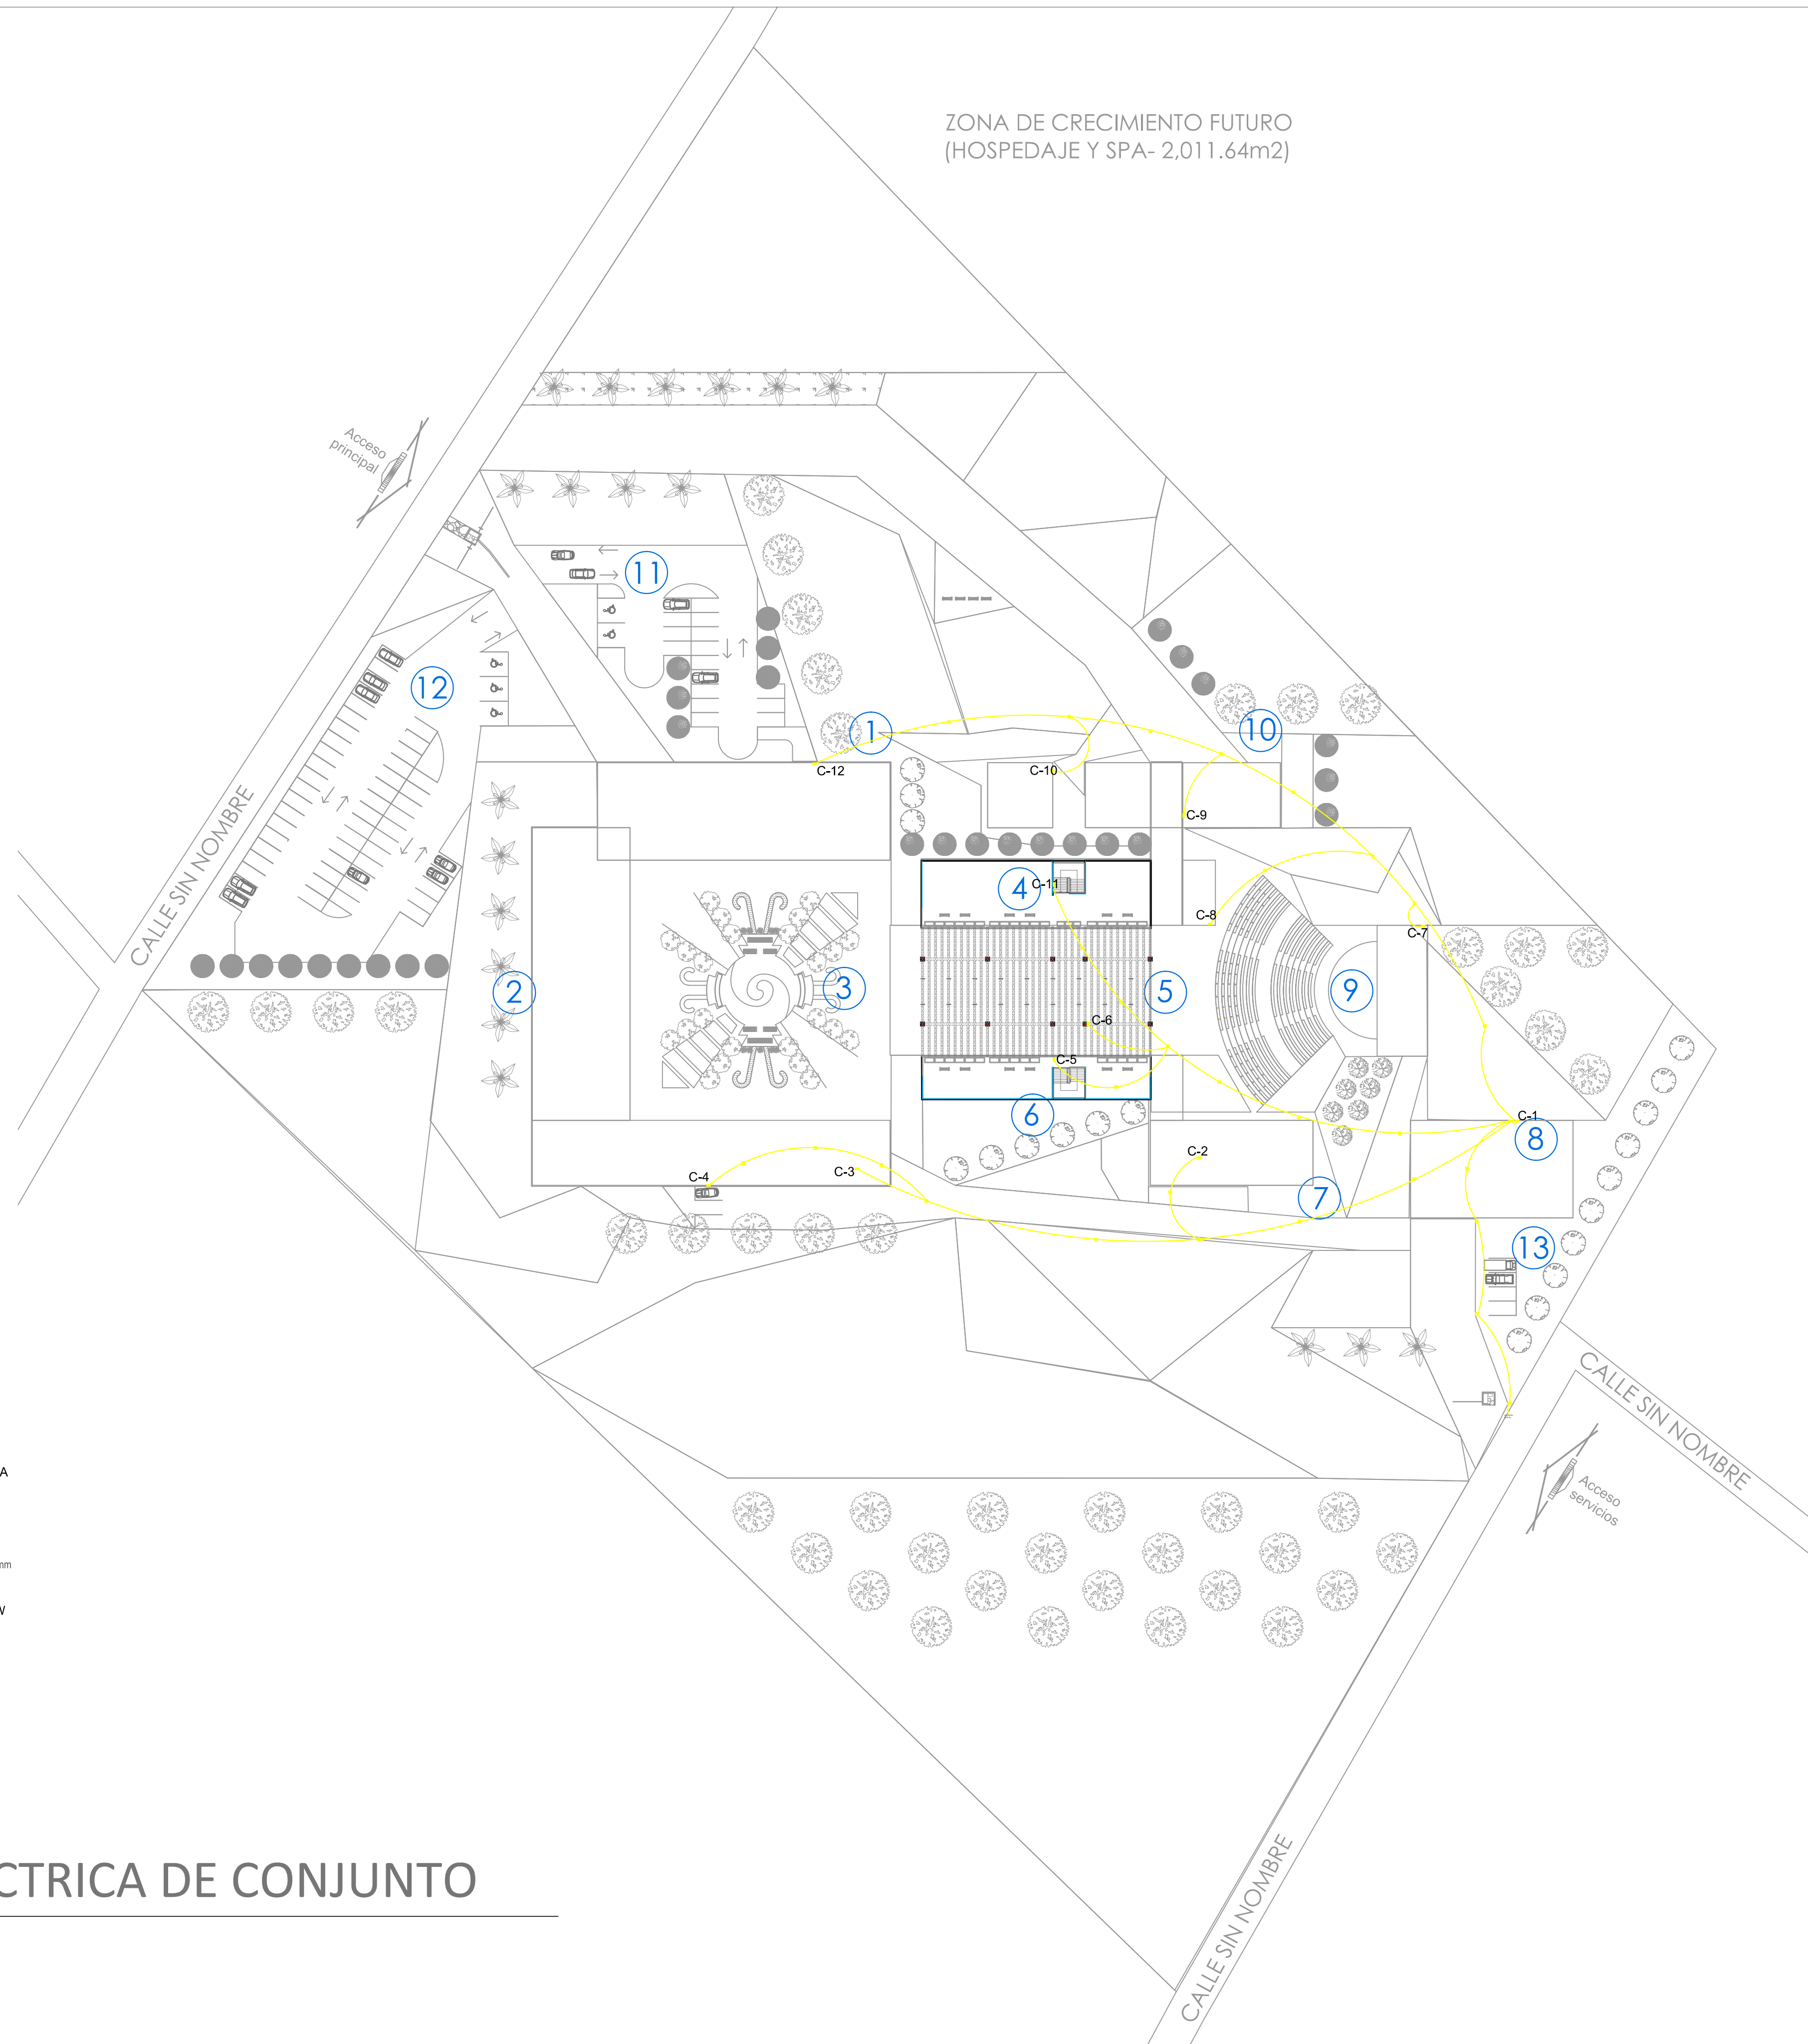 ZONA DE CRECIMIENTO FUTURO
(HOSPEDAJE Y SPA- 2,011.64m2)
Acceso
principal
11
12
1
10
C-12
C-10
C-9
CALLE SIN NOMBRE
4
C-11
C-8
C-7
2
3
5
9
C-6
C-5
6
C-1
8
C-2
C-3
C-4
7
13
CALLE SIN NOMBRE
Acceso
servicios
A
mm
CTRICA DE CONJUNTO
CALLE SIN NOMBRE